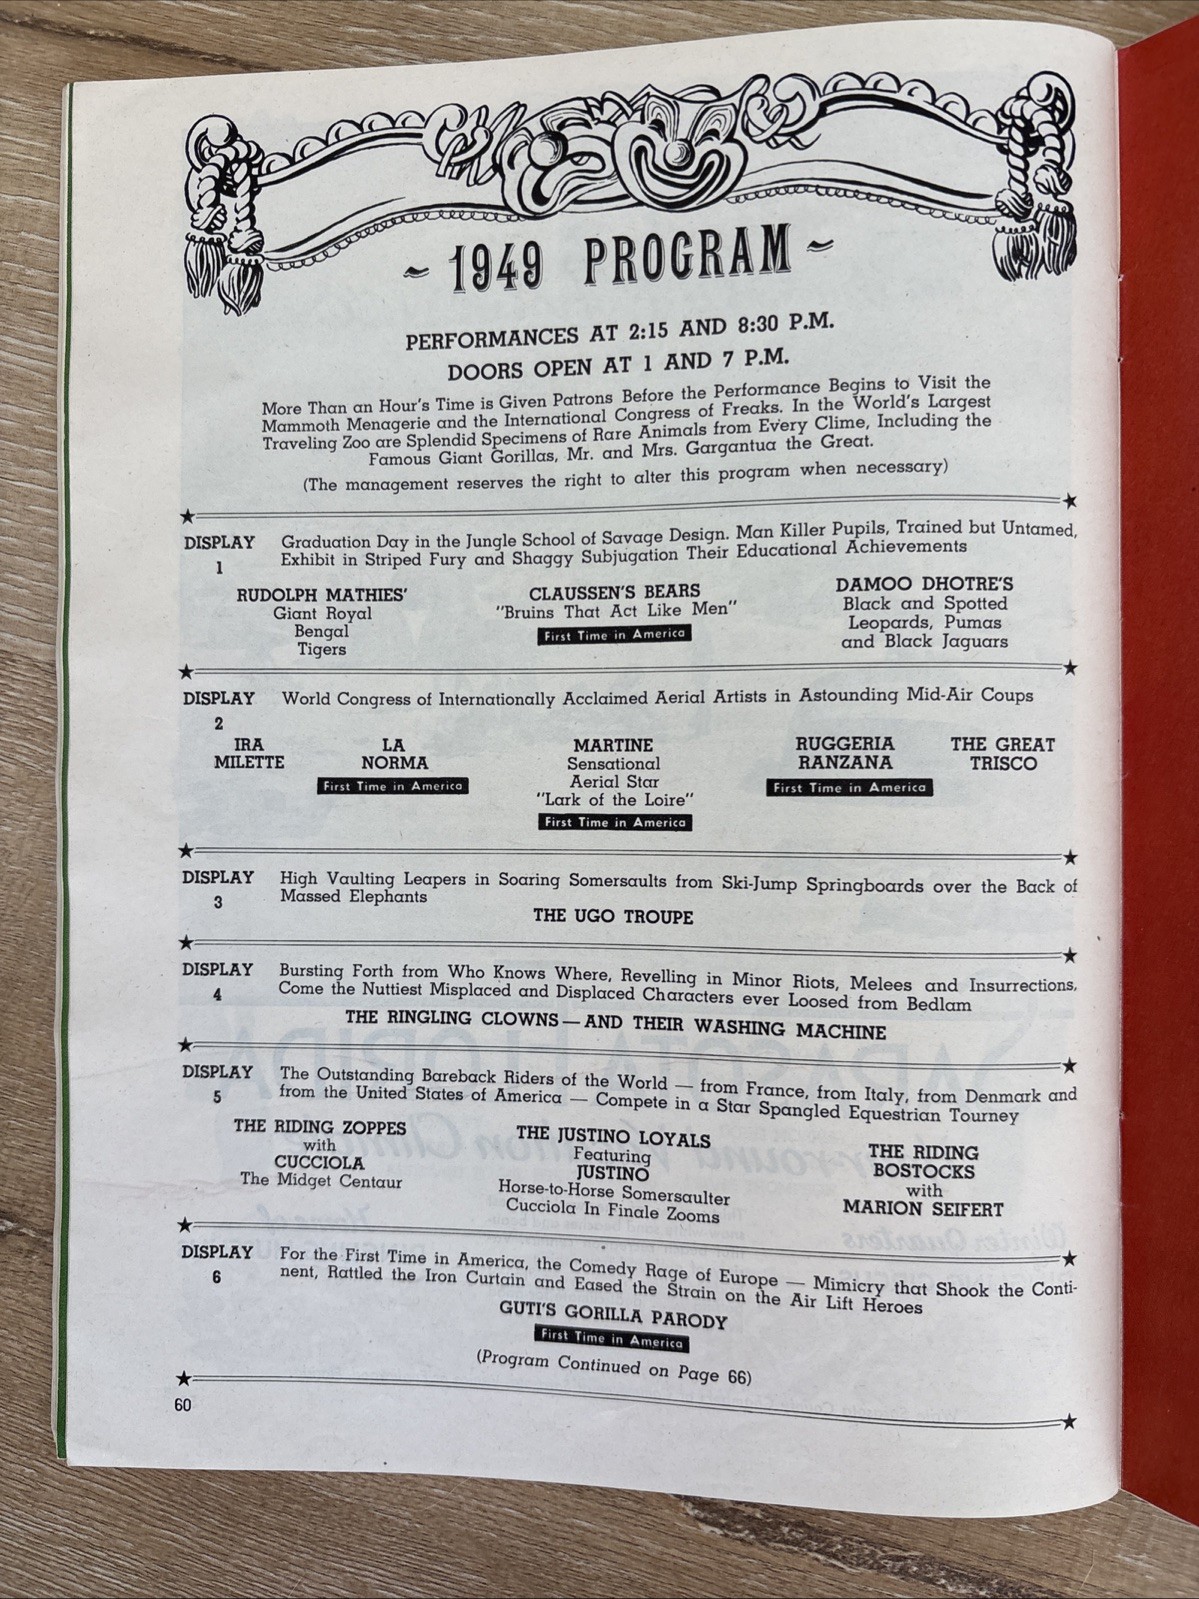 ~ 1949 PROGRAM ~
PERFORMANCES AT 2:15 AND 8:30 P.M.
DOORS OPEN AT 1 AND 7 P.M.
More Than an Hour's Time is Given Patrons Before the Performance Begins to Visit the
Mammoth Menagerie and the International Congress of Freaks. In the World's Largest
Traveling Zoo are Splendid Specimens of Rare Animals from Every Clime, Including the
Famous Giant Gorillas, Mr. and Mrs. Gargantua the Great.
(The management reserves the right to alter this program when necessary)
DISPLAY
1
Graduation Day in the Jungle School of Savage Design. Man Killer Pupils, Trained but Untamed,
Exhibit in Striped Fury and Shaggy Subjugation Their Educational Achievements
RUDOLPH MATHIES'
Giant Royal
Bengal
Tigers
CLAUSSEN'S BEARS
"Bruins That Act Like Men"
First Time in America
DAMOO DHOTRE'S
Black and Spotted
Leopards, Pumas
and Black Jaguars
DISPLAY
2
World Congress of Internationally Acclaimed Aerial Artists in Astounding Mid-Air Coups
IRA
MILETTE
LA
NORMA
First Time in America
MARTINE
Sensational
Aerial Star
"Lark of the Loire"
First Time in America
RUGGERIA
RANZANA
First Time in America
THE GREAT
TRISCO
DISPLAY
3
High Vaulting Leapers in Soaring Somersaults from Ski-Jump Springboards over the Back of
Massed Elephants
THE UGO TROUPE
DISPLAY
4
Bursting Forth from Who Knows Where, Revelling in Minor Riots, Melees and Insurrections,
Come the Nuttiest Misplaced and Displaced Characters ever Loosed from Bedlam
THE RINGLING CLOWNS — AND THEIR WASHING MACHINE
DISPLAY
5
The Outstanding Bareback Riders of the World — from France, from Italy, from Denmark and
from the United States of America — Compete in a Star Spangled Equestrian Tourney
THE RIDING ZOPPES
with
CUCCIOLA
The Midget Centaur
THE JUSTINO LOYALS
Featuring
JUSTINO
Horse-to-Horse Somersaulter
Cucciola In Finale Zooms
THE RIDING
BOSTOCKS
with
MARION SEIFERT
DISPLAY
6
For the First Time in America, the Comedy Rage of Europe — Mimicry that Shook the Conti-
nent, Rattled the Iron Curtain and Eased the Strain on the Air Lift Heroes
GUTI'S GORILLA PARODY
First Time in America
(Program Continued on Page 66)
60